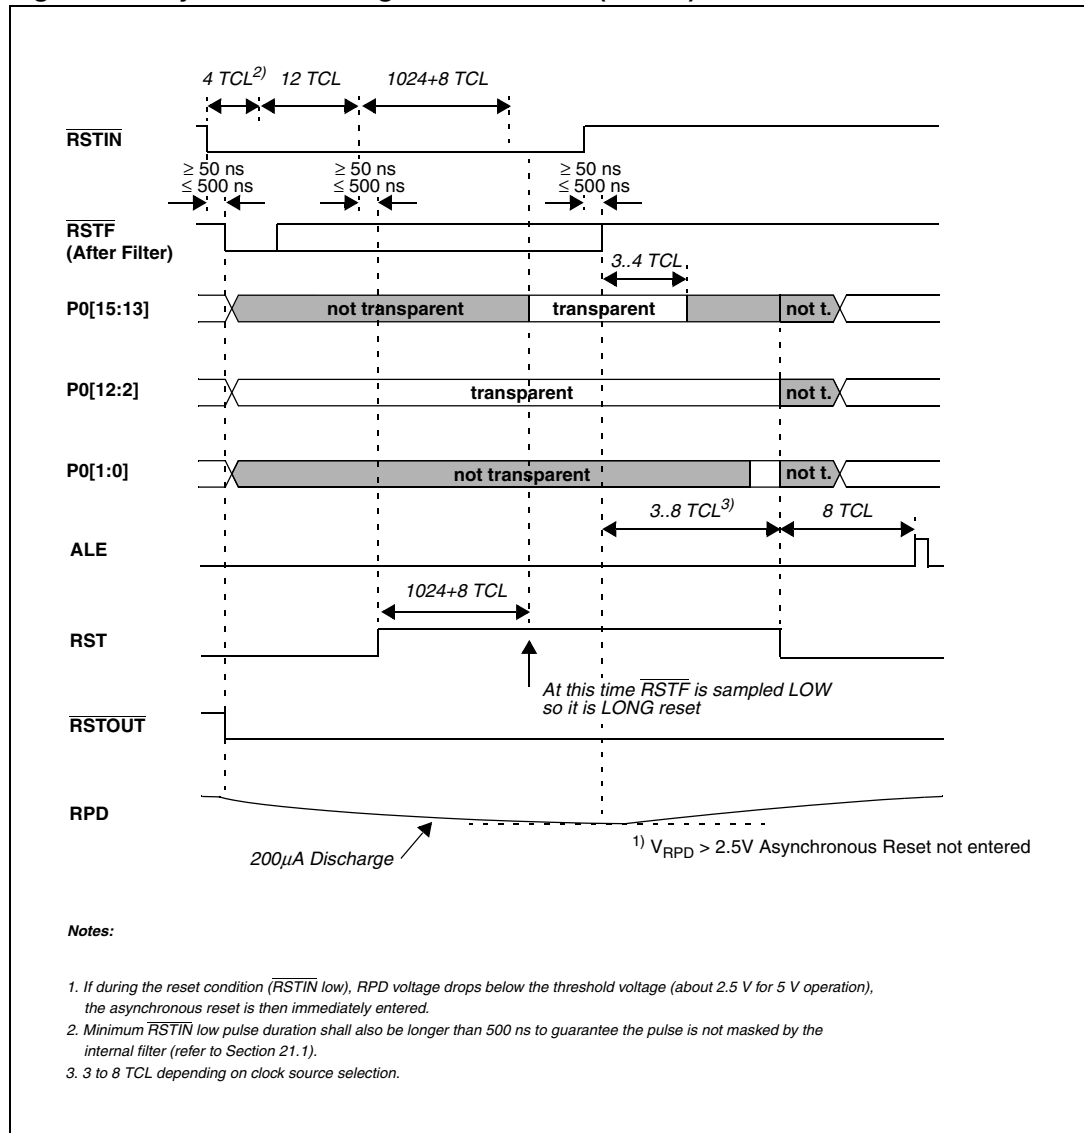 4 TCL2) 12 TCL 1024+8 TCL
RSTIN
≥ 50 ns ≥ 50 ns ≥ 50 ns
≤ 500 ns ≤ 500 ns ≤ 500 ns
RSTF
(After Filter)
3..4 TCL
P0[15:13] not transparent transparent not t.
P0[12:2] transparent not t.
P0[1:0] not transparent not t.
3..8 TCL3) 8 TCL
ALE
1024+8 TCL
RST
At this time RSTF is sampled LOW
so it is LONG reset
RSTOUT
RPD
200μA Discharge
1) VRPD > 2.5V Asynchronous Reset not entered
Notes:
1. If during the reset condition (RSTIN low), RPD voltage drops below the threshold voltage (about 2.5 V for 5 V operation),
the asynchronous reset is then immediately entered.
2. Minimum RSTIN low pulse duration shall also be longer than 500 ns to guarantee the pulse is not masked by the
internal filter (refer to Section 21.1).
3. 3 to 8 TCL depending on clock source selection.